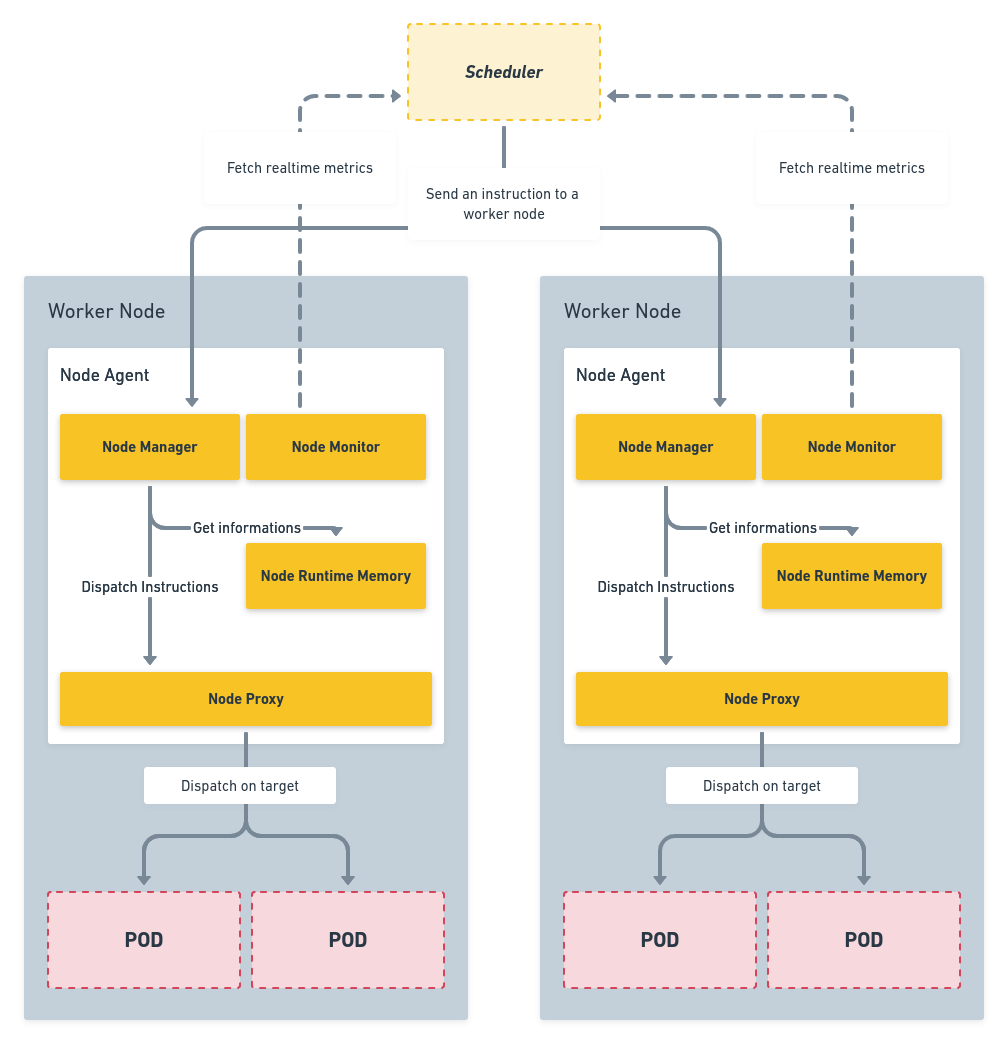 Scheduler
Fetch realtime metrics
Fetch realtime metrics
Send an instruction to a
worker node
Worker Node
Node Agent
Node Manager
Node Monitor
Get informations
Node Runtime Memory
Dispatch Instructions
Node Proxy
Dispatch on target
POD
POD
Worker Node
Node Agent
Node Manager
Node Monitor
Get informations
Node Runtime Memory
Dispatch Instructions
Node Proxy
Dispatch on target
POD
POD